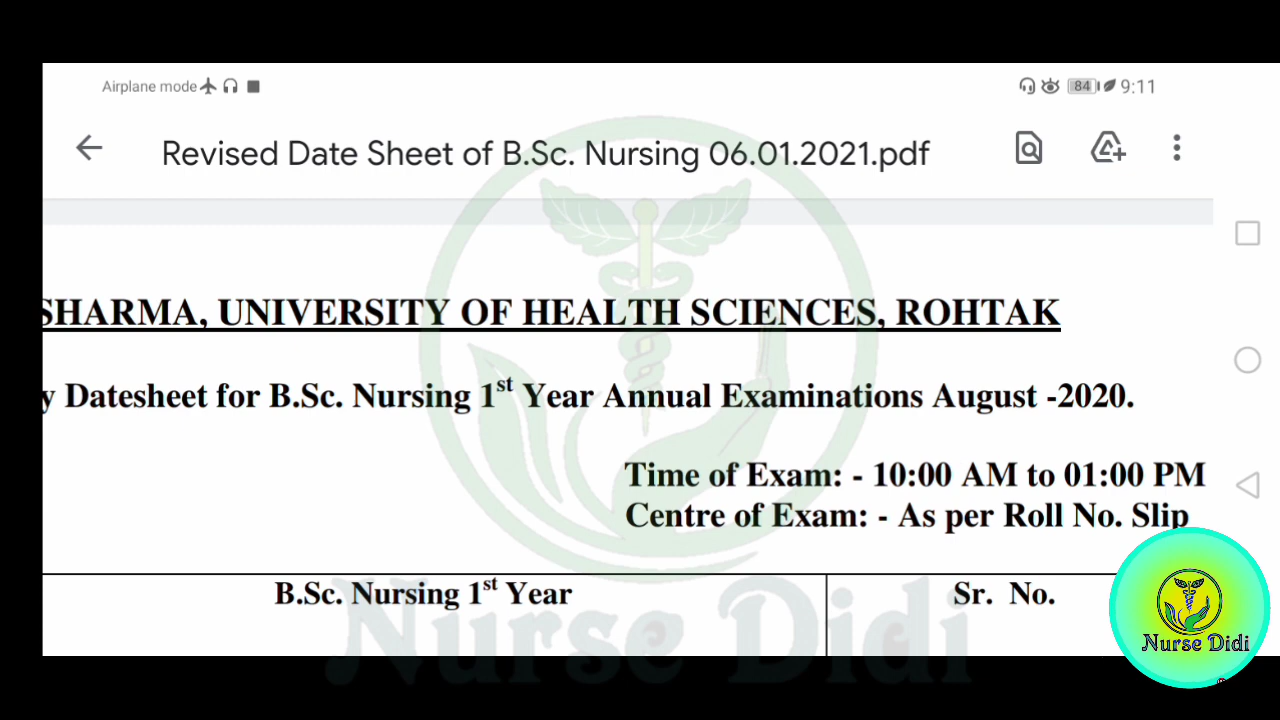 Airplane mode
84 9:11
Revised Date Sheet of B.Sc. Nursing 06.01.2021.pdf
SHARMA, UNIVERSITY OF HEALTH SCIENCES, ROHTAK
y Datesheet for B.Sc. Nursing 1st Year Annual Examinations August -2020.
Time of Exam: - 10:00 AM to 01:00 PM
Centre of Exam: - As per Roll No. Slip
B.Sc. Nursing 1st Year
Sr. No.
Nurse Didi
Nurse Didi